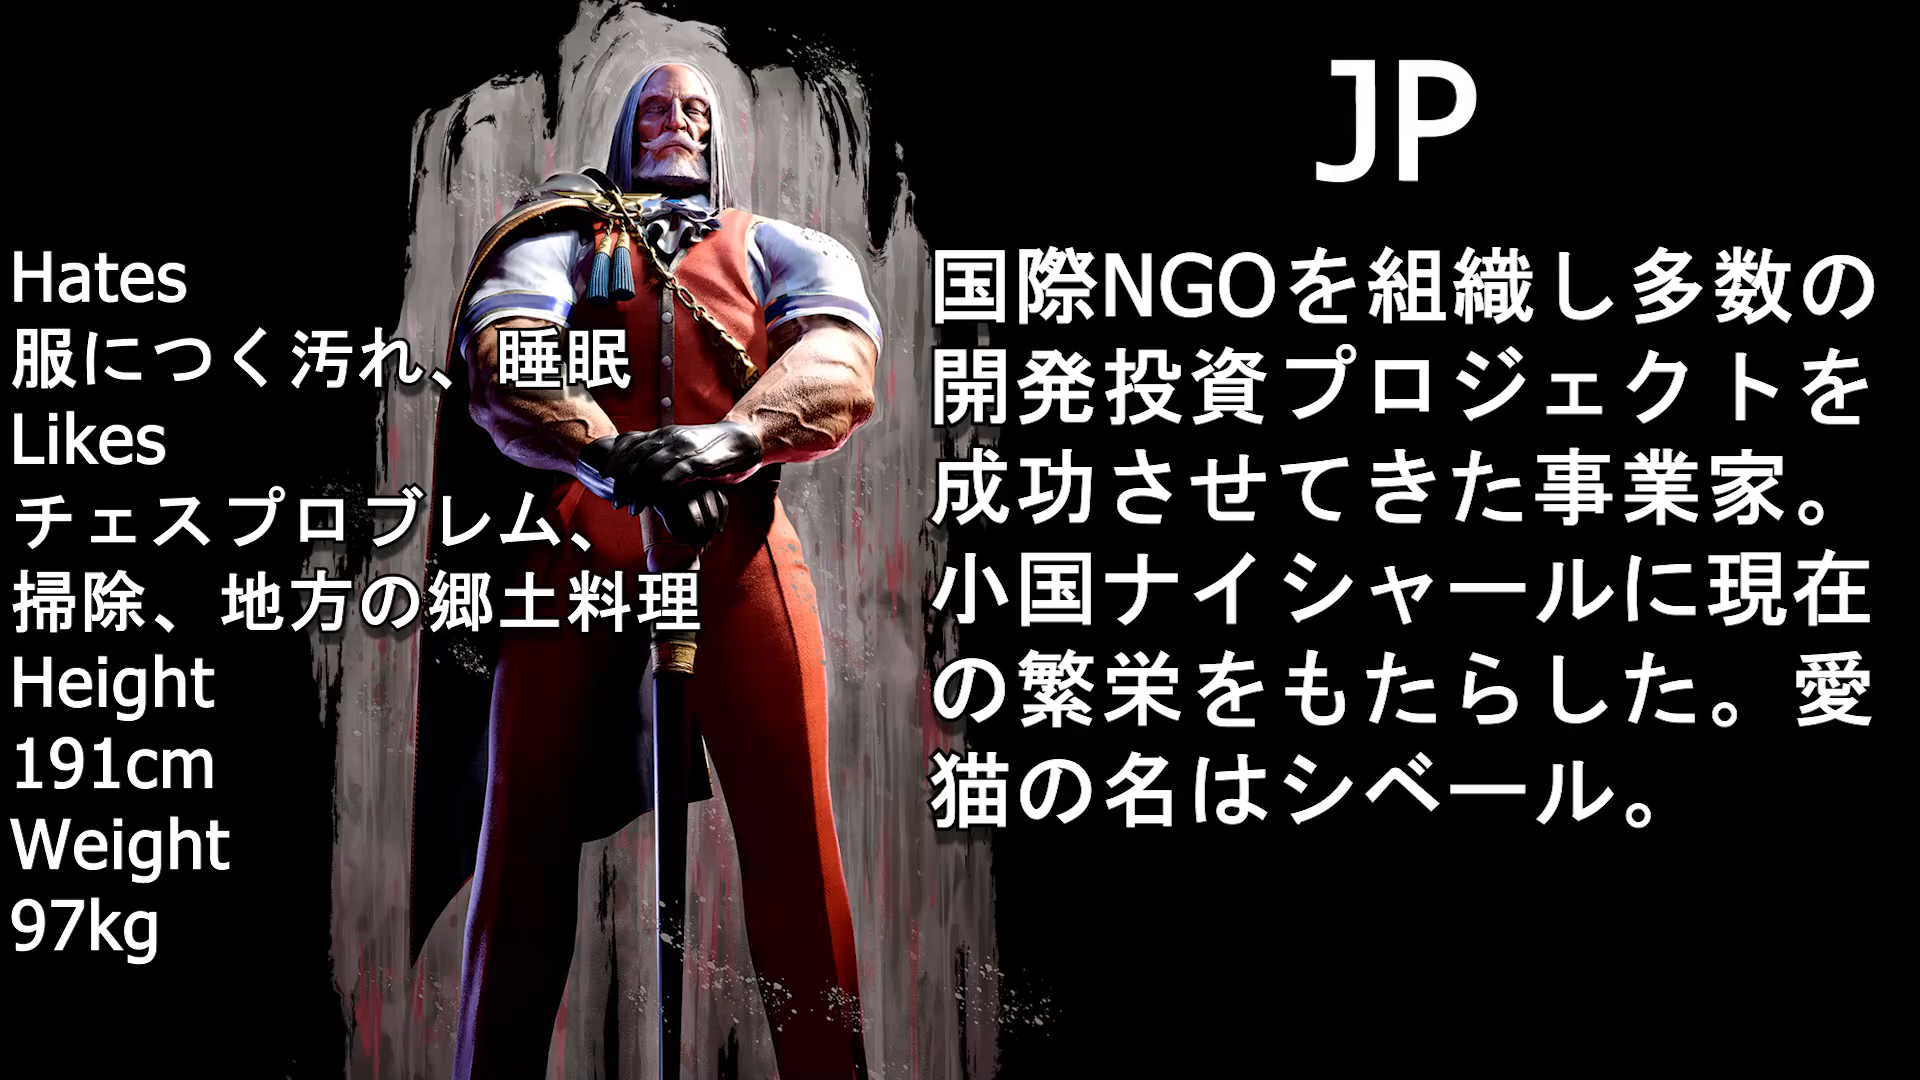 JP
Hates
服につく汚れ、睡眠
Likes
チェスプロブレム、
掃除、地方の郷土料理
Height
191cm
Weight
97kg
国際NGOを組織し多数の
開発投資プロジェクトを
成功させてきた事業家。
小国ナイシャールに現在
の繁栄をもたらした。愛
猫の名はシベール。